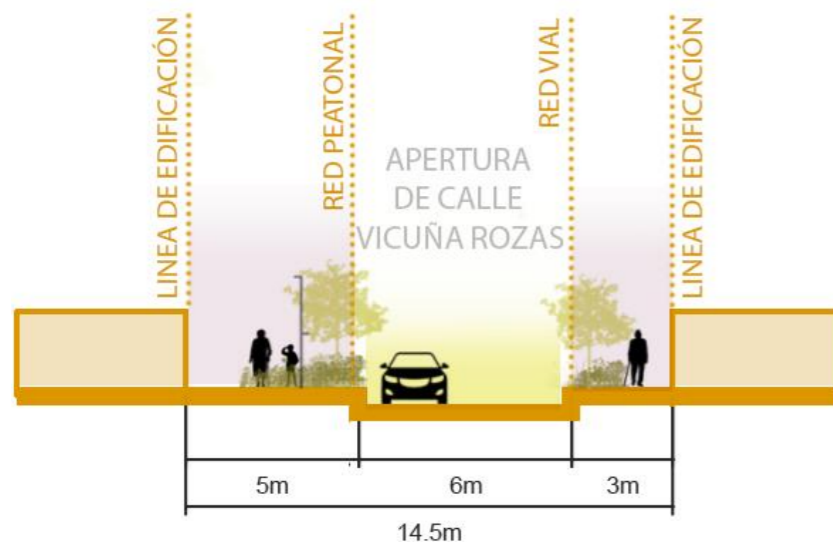 LINEA DE EDIFICACIÓN
RED PEATONAL
APERTURA
DE CALLE
VICUÑA ROZAS
RED VIAL
LINEA DE EDIFICACIÓN
5m
6m
3m
14.5m